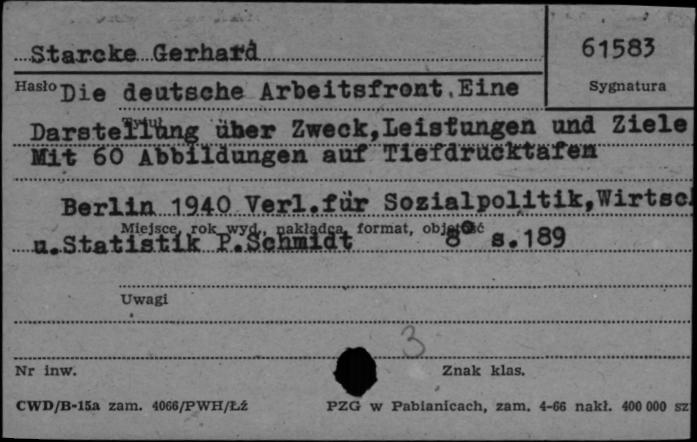 Starcke Gerhard
61583
Hasło Die deutsche Arbeitsfront.Eine
Sygnatura
Tytuł
Darstellung über Zweck,Leistungen und Ziele
Mit 60 Abbildungen auf Tiefdrucktafen
Berlin 1940 Verl.für Sozialpolitik,Wirtsc
Miejsce, rok wyd., nakładca, format, objętość
u.Statistik P.Schmidt 8° s.189
Uwagi
3
Nr inw.
Znak klas.
CWD/B-15a zam. 4066/PWH/Łż
PZG w Pabianicach, zam. 4-66 nakł. 400 000 sz